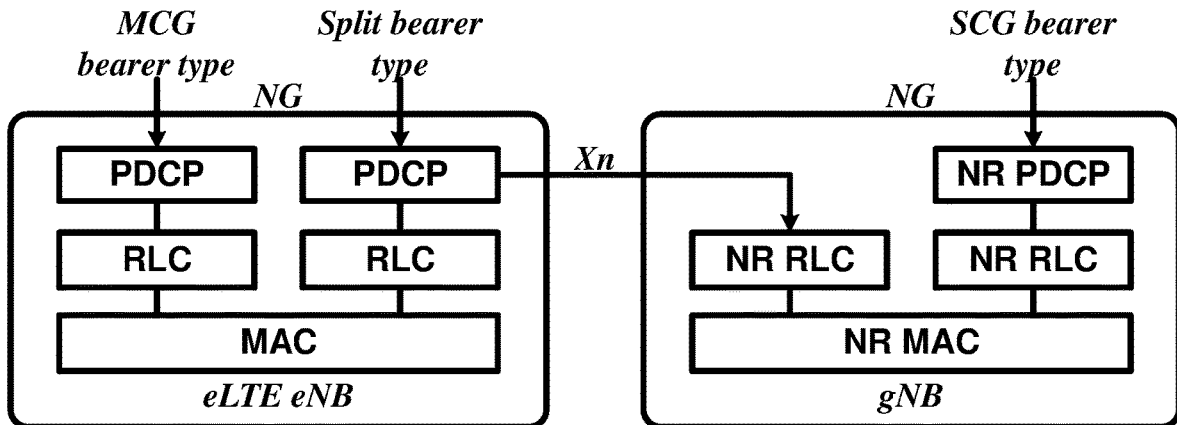 MCG
bearer type
Split bearer
type
SCG bearer
type
NG
NG
PDCP
PDCP
Xn
NR PDCP
RLC
RLC
NR RLC
NR RLC
MAC
NR MAC
eLTE eNB
gNB